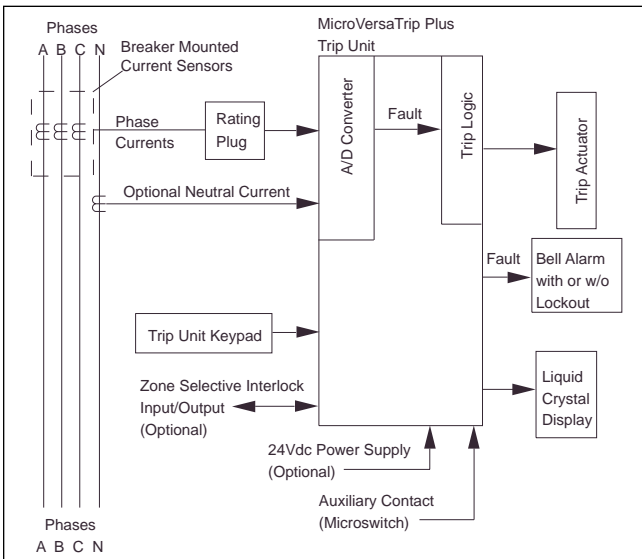 Phases
A B C N
Breaker Mounted
Current Sensors
MicroVersaTrip Plus
Trip Unit
Phase
Currents
Rating
Plug
A/D Converter
Fault
Trip Logic
Trip Actuator
Optional Neutral Current
Fault
Bell Alarm
with or w/o
Lockout
Trip Unit Keypad
Zone Selective Interlock
Input/Output
(Optional)
Liquid
Crystal
Display
24Vdc Power Supply
(Optional)
Auxiliary Contact
(Microswitch)
Phases
A B C N